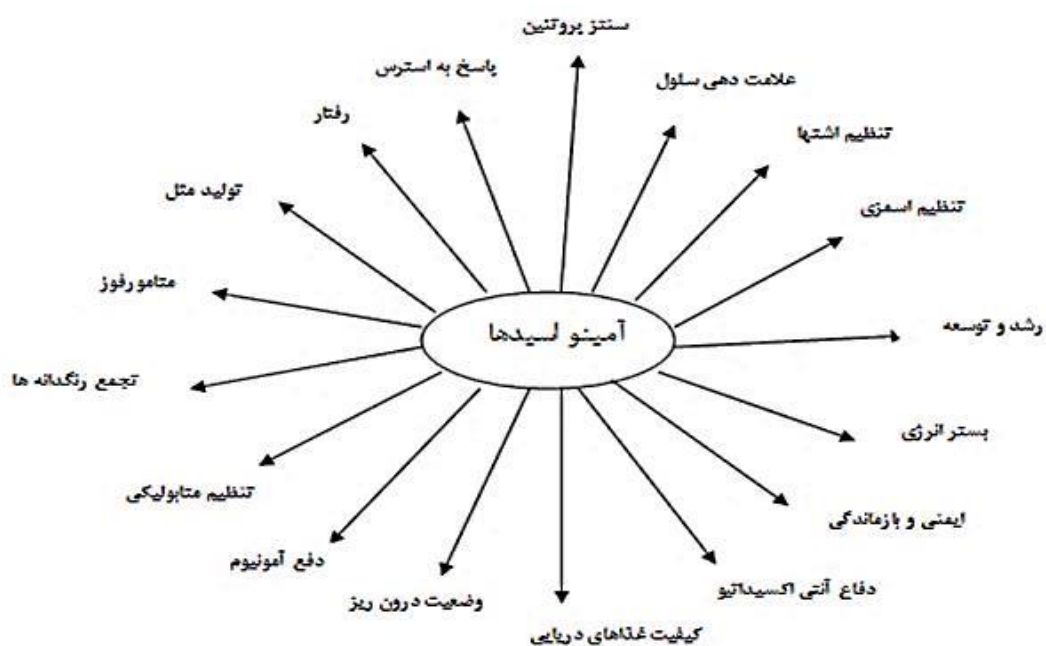 سنتز پروتئین
علامت دهی سلول
پاسخ به استرس
تنظیم اشتها
رفتار
تنظیم اسمزی
تولید مثل
متامورفوز
آمینو اسیدها
رشد و توسعه
تجمع رنگدانه ها
بستر انرژی
تنظیم متابولیکی
ایمنی و بازماندگی
دفع آمونیوم
دفاع آنتی اکسیداتیو
وضعیت درون ریز
کیفیت غذاهای دریایی